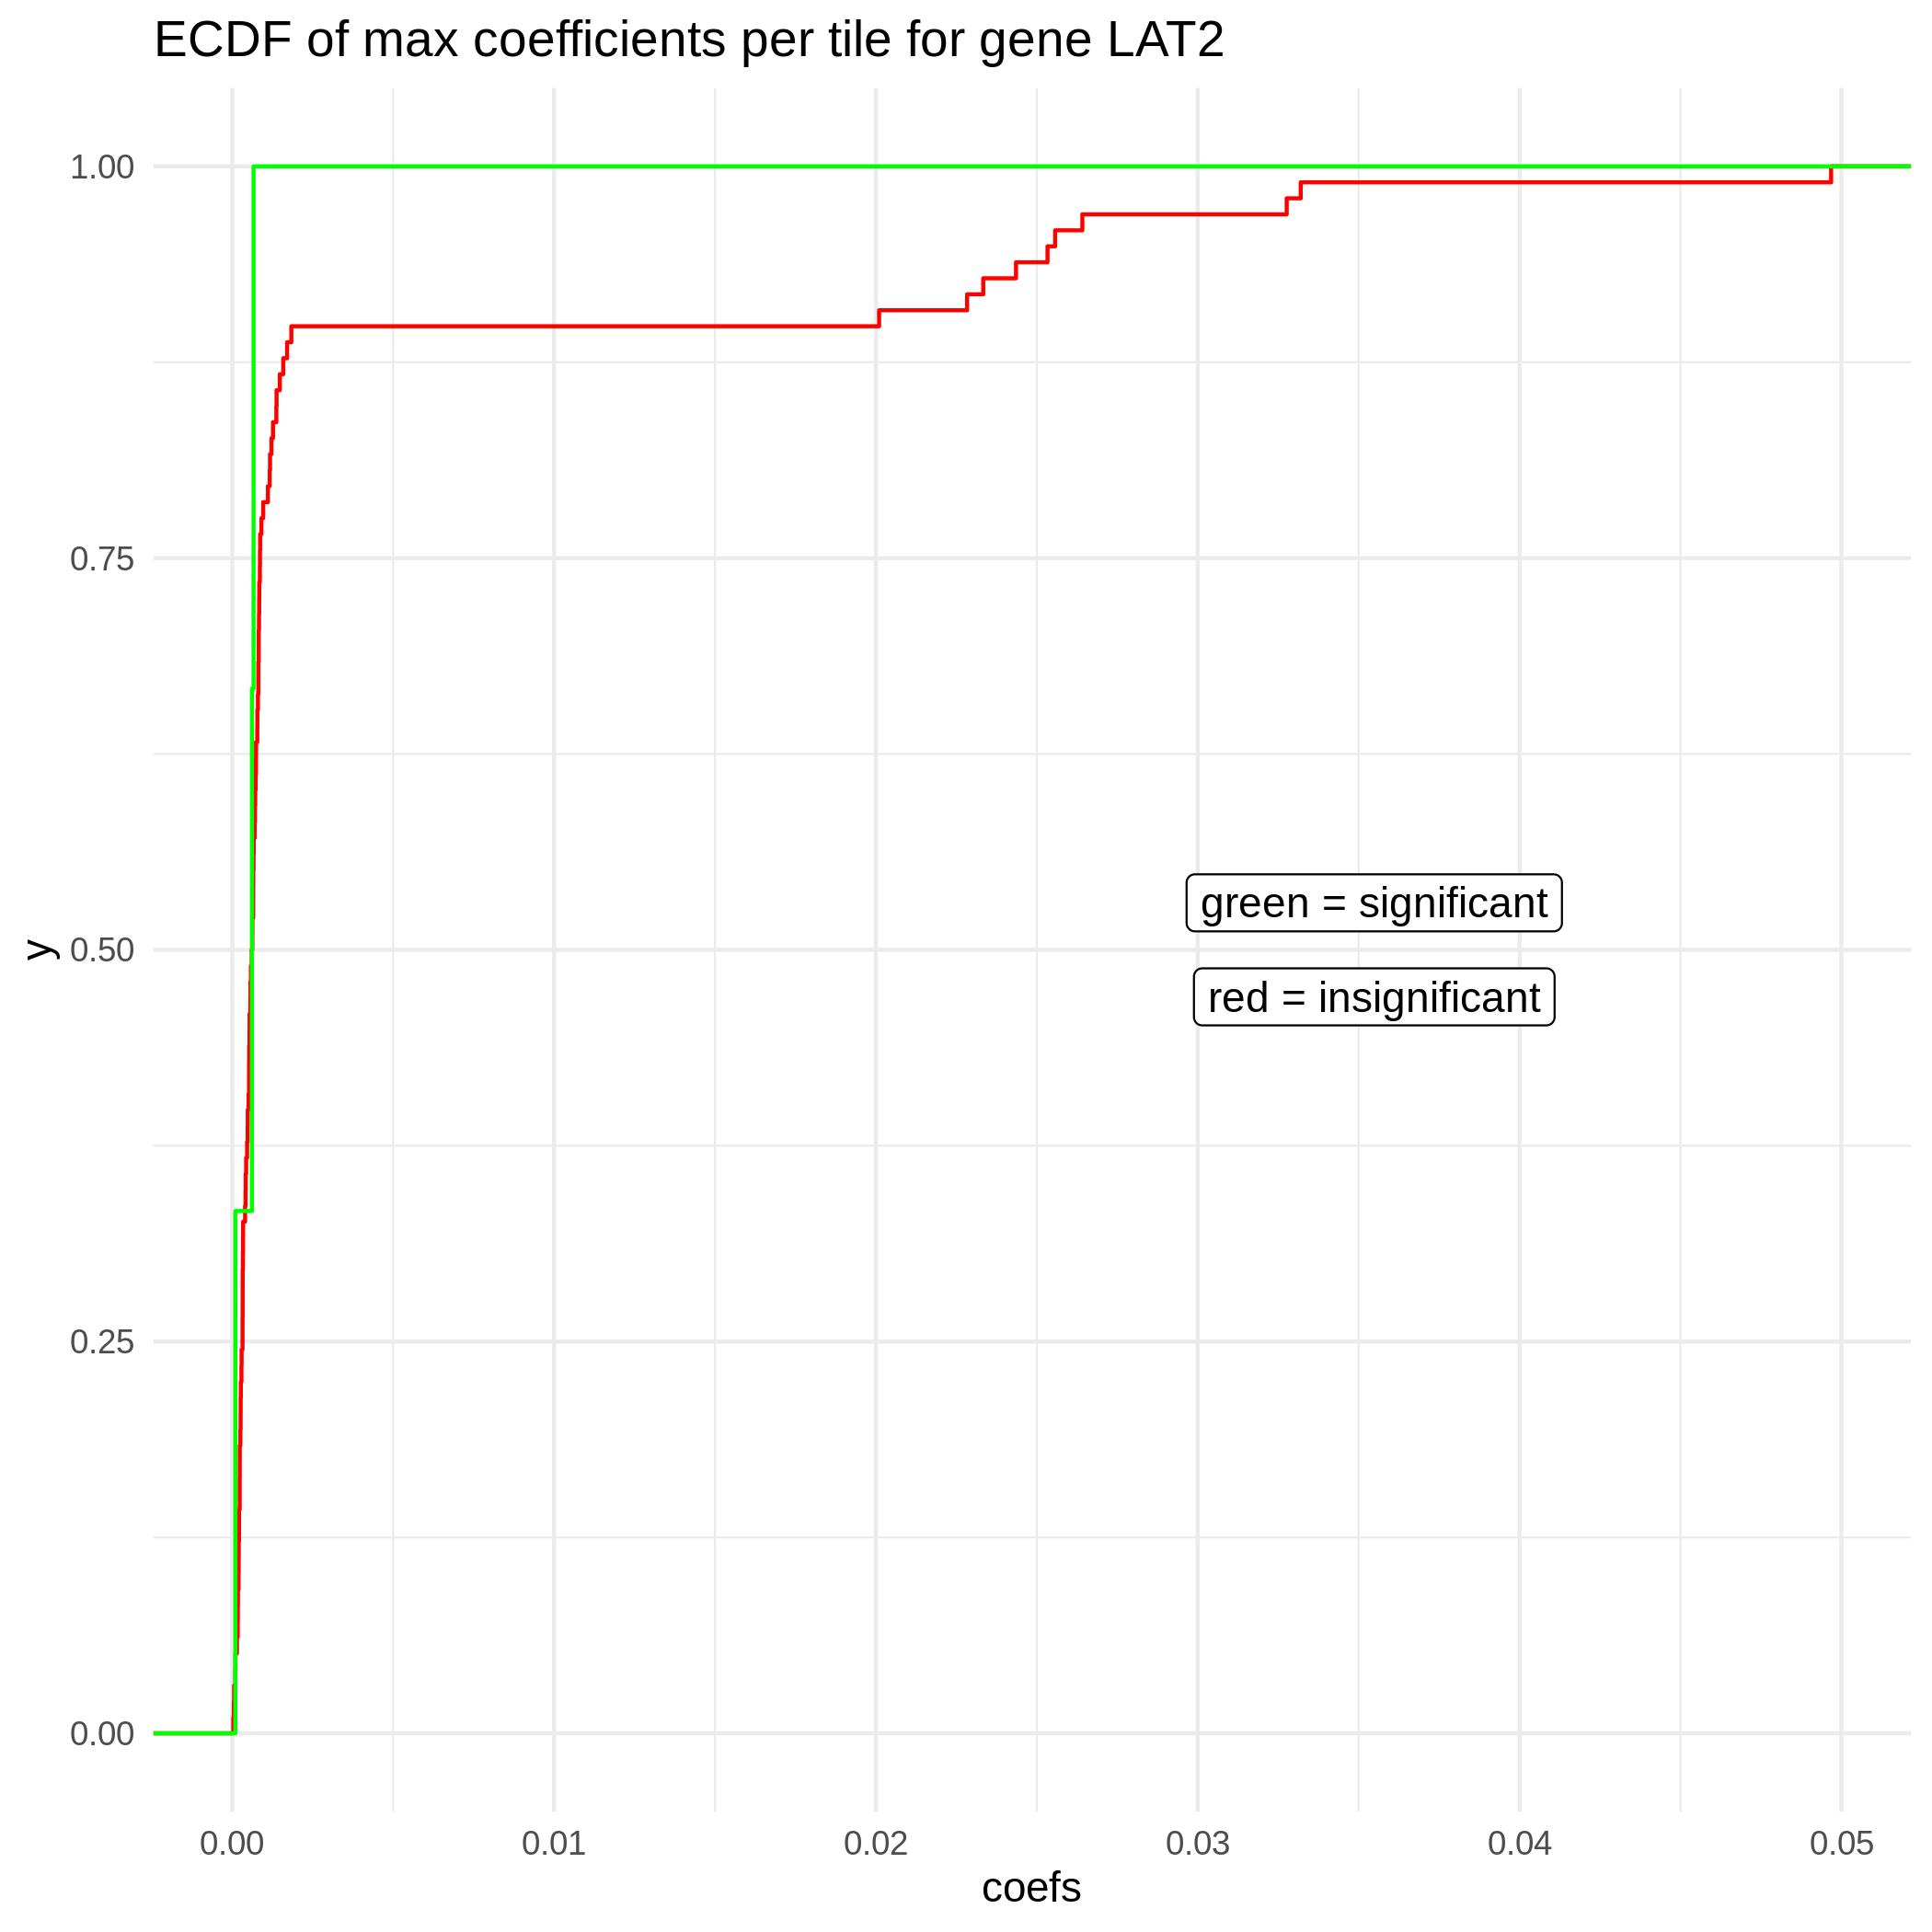 ECDF of max coefficients per tile for gene LAT2
1.00
0.75
0.50
0.25
0.00
y
green = significant
red = insignificant
0.00
0.01
0.02
0.03
0.04
0.05
coefs